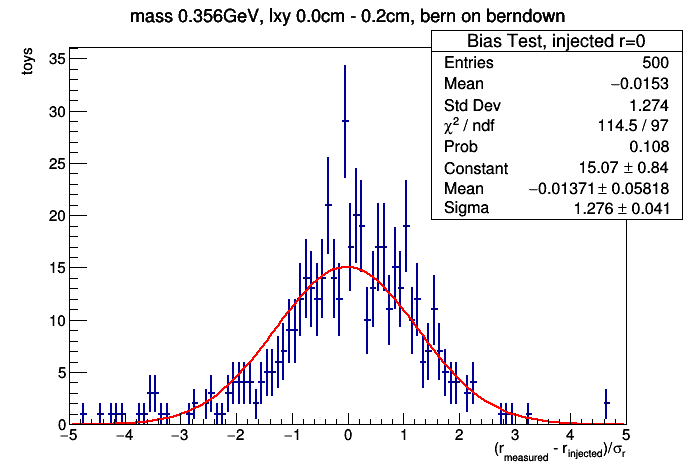 mass 0.356GeV, lxy 0.0cm - 0.2cm, bern on berndown
toys
Bias Test, injected r=0
Entries 500
Mean −0.0153
Std Dev 1.274
χ² / ndf 114.5 / 97
Prob 0.108
Constant 15.07 ± 0.84
Mean −0.01371 ± 0.05818
Sigma 1.276 ± 0.041
35
30
25
20
15
10
5
0
−5 −4 −3 −2 −1 0 1 2 3 4 5
(r_measured - r_injected)/σ_r